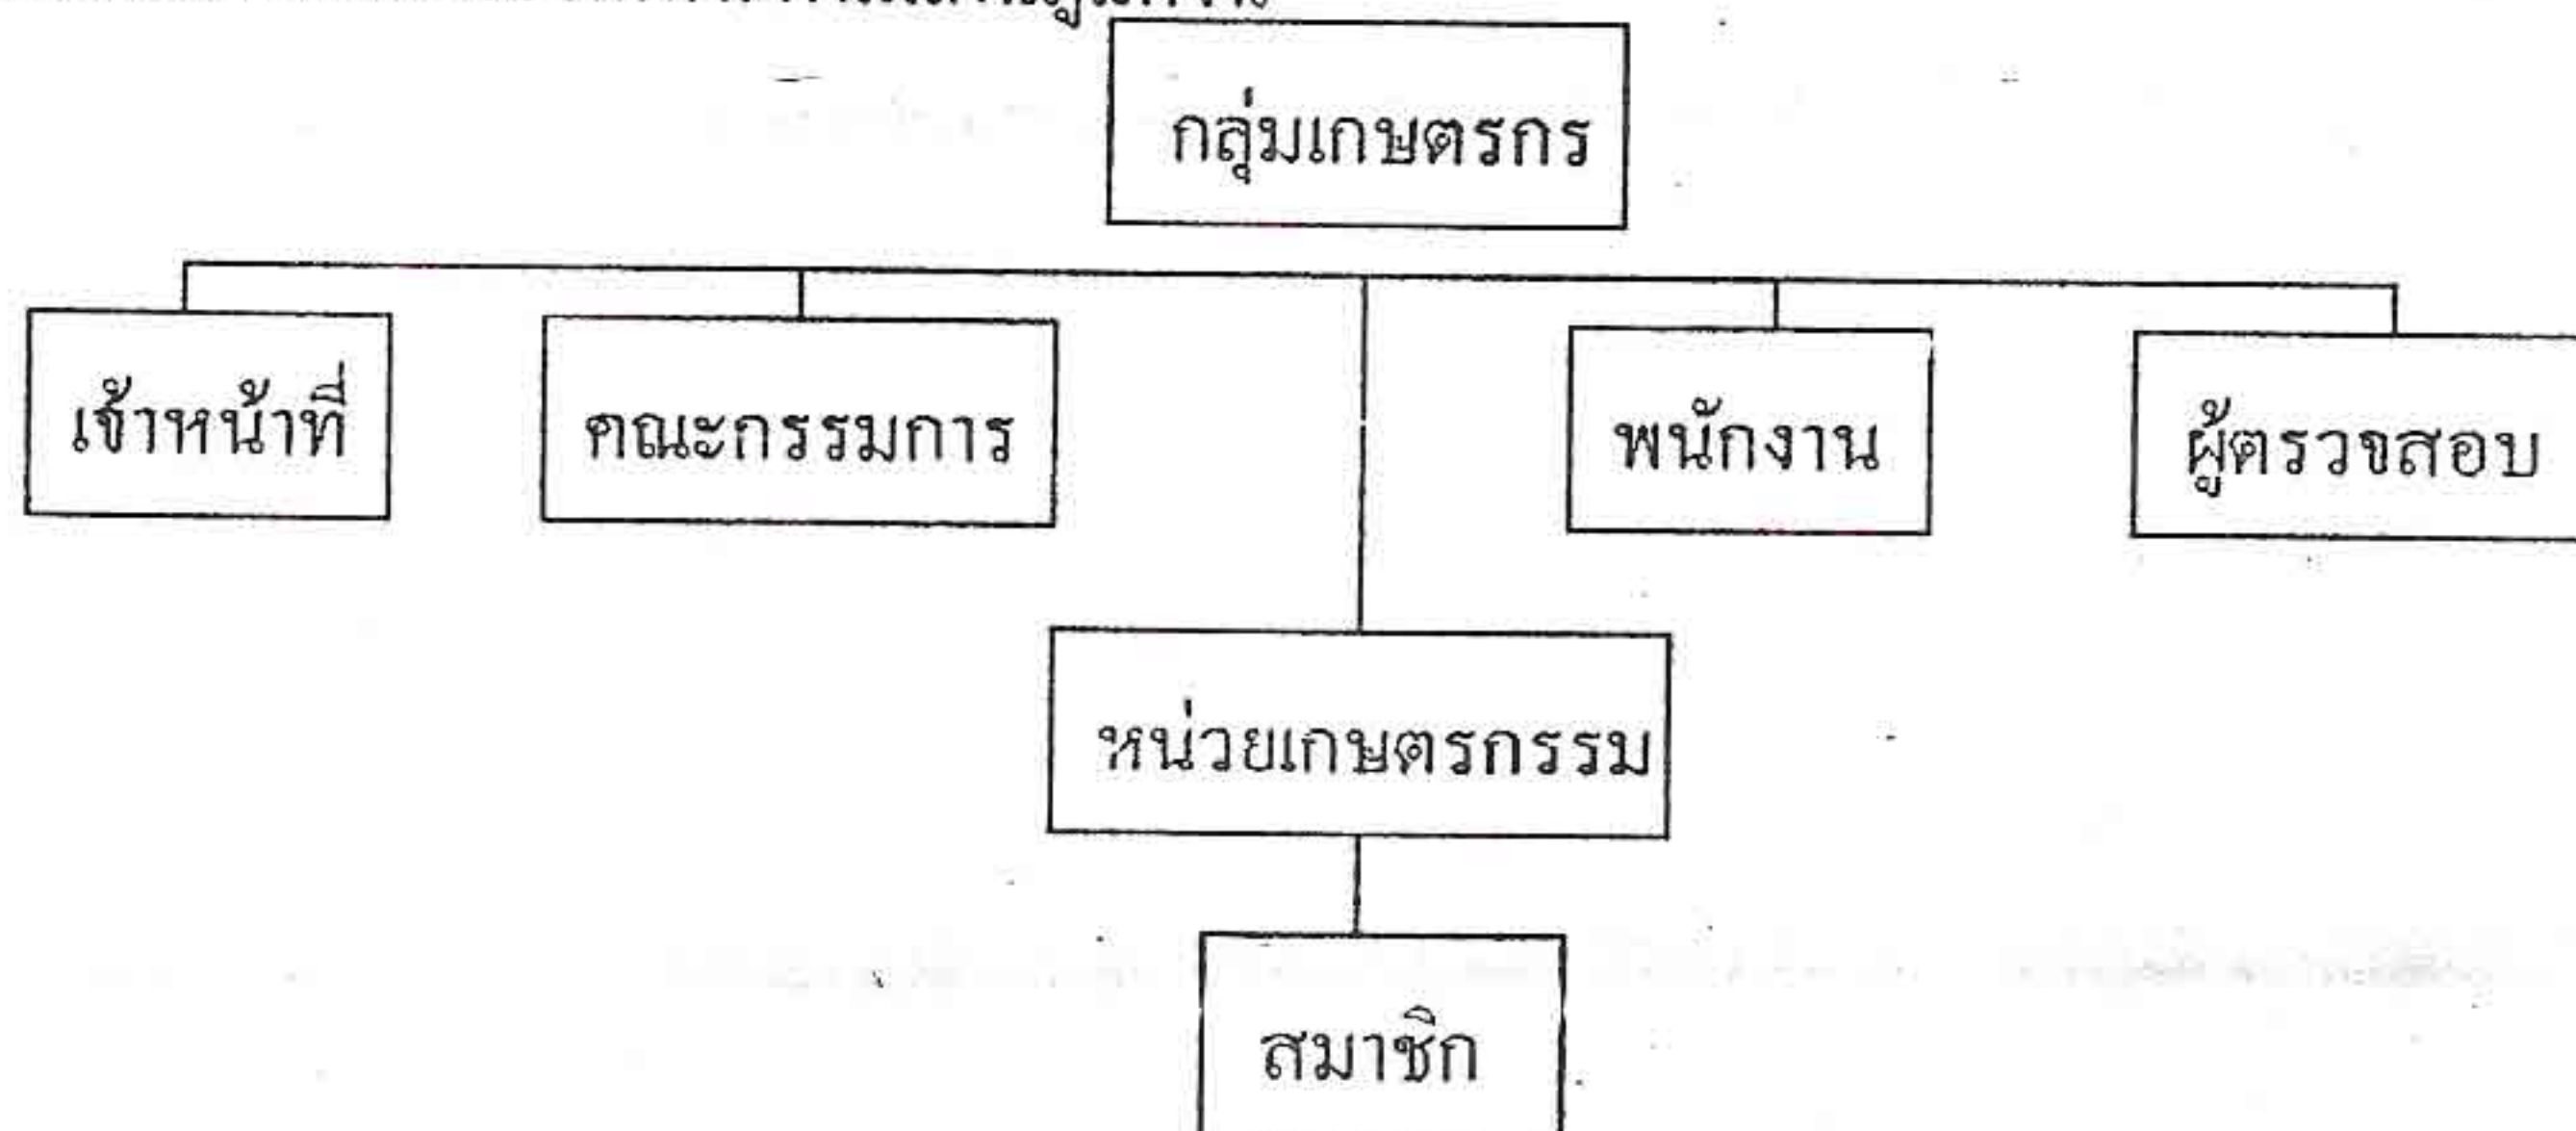 กลุ่มเกษตรกร
เจ้าหน้าที่
คณะกรรมการ
พนักงาน
ผู้ตรวจสอบ
หน่วยเกษตรกรรม
สมาชิก